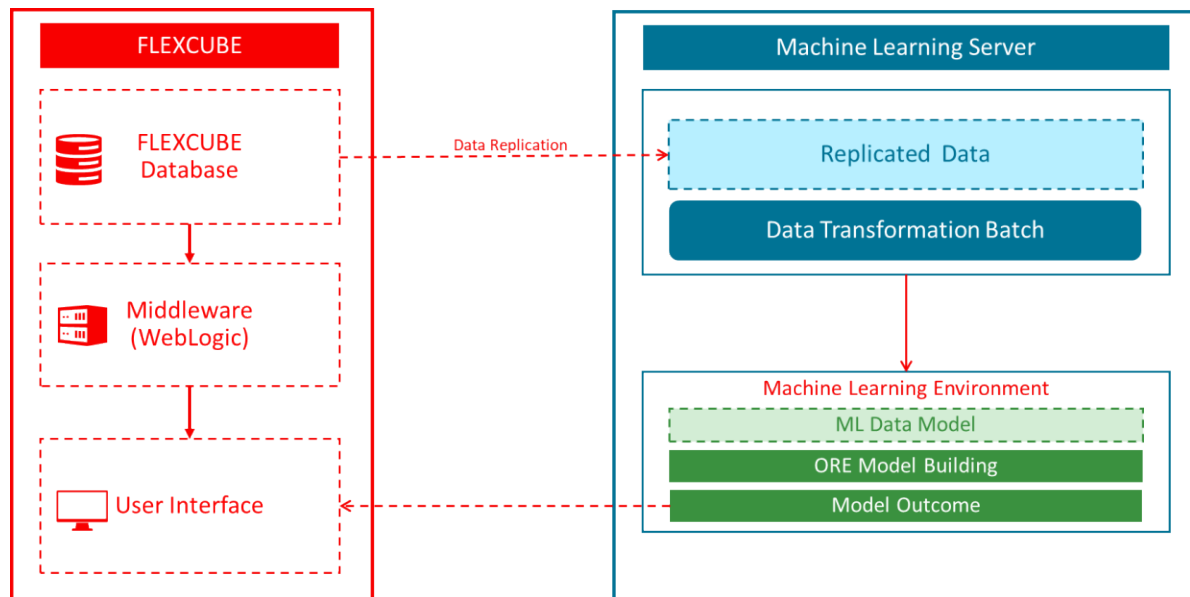 FLEXCUBE
FLEXCUBE
Database
Middleware
(WebLogic)
User Interface
Data Replication
Machine Learning Server
Replicated Data
Data Transformation Batch
Machine Learning Environment
ML Data Model
ORE Model Building
Model Outcome